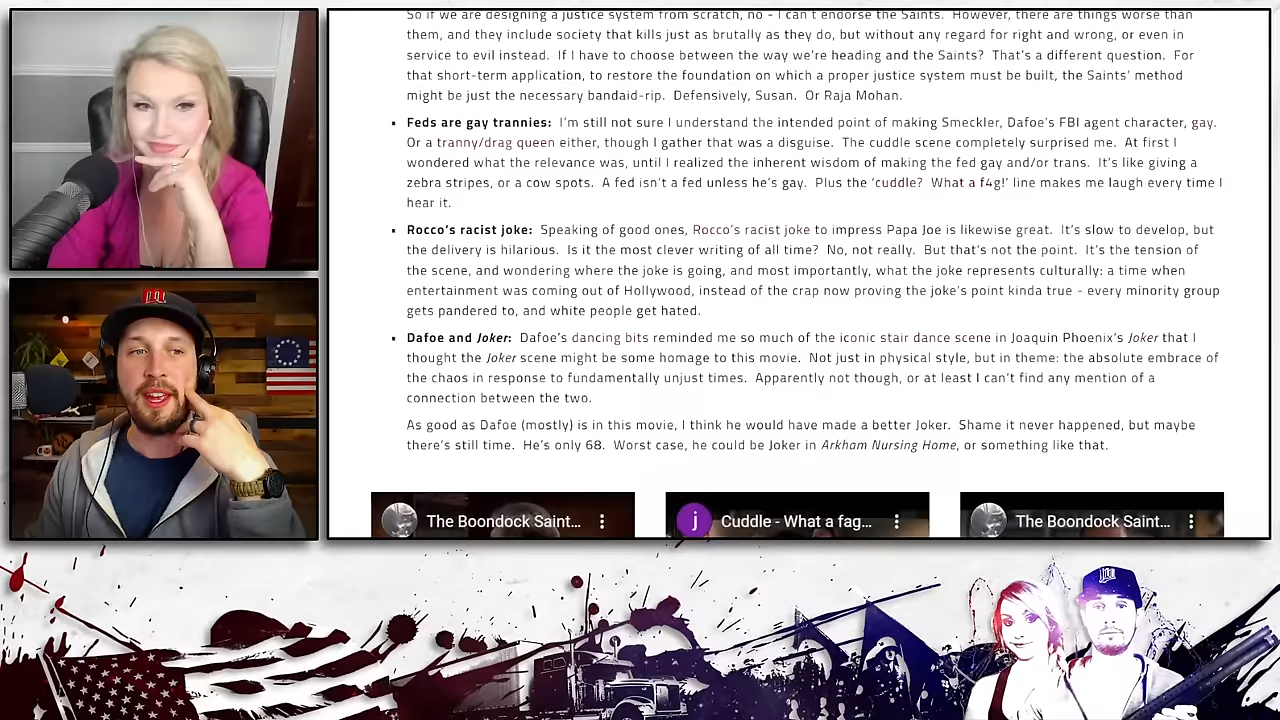 So if we are designing a justice system from scratch, no - I can't endorse the Saints. However, there are things worse than
them, and they include society that kills just as brutally as they do, but without any regard for right and wrong, or even in
service to evil instead. If I have to choose between the way we're heading and the Saints? That's a different question. For
that short-term application, to restore the foundation on which a proper justice system must be built, the Saints' method
might be just the necessary bandaid-rip. Defensively, Susan. Or Raja Mohan.
Feds are gay trannies: I'm still not sure I understand the intended point of making Smeckler, Dafoe's FBI agent character, gay.
Or a tranny/drag queen either, though I gather that was a disguise. The cuddle scene completely surprised me. At first I
wondered what the relevance was, until I realized the inherent wisdom of making the fed gay and/or trans. It's like giving a
zebra stripes, or a cow spots. A fed isn't a fed unless he's gay. Plus the 'cuddle? What a f4g!' line makes me laugh every time I
hear it.
Rocco's racist joke: Speaking of good ones, Rocco's racist joke to impress Papa Joe is likewise great. It's slow to develop, but
the delivery is hilarious. Is it the most clever writing of all time? No, not really. But that's not the point. It's the tension of
the scene, and wondering where the joke is going, and most importantly, what the joke represents culturally: a time when
entertainment was coming out of Hollywood, instead of the crap now proving the joke's point kinda true - every minority group
gets pandered to, and white people get hated.
Dafoe and Joker: Dafoe's dancing bits reminded me so much of the iconic stair dance scene in Joaquin Phoenix's Joker that I
thought the Joker scene might be some homage to this movie. Not just in physical style, but in theme: the absolute embrace of
the chaos in response to fundamentally unjust times. Apparently not though, or at least I can't find any mention of a
connection between the two.
As good as Dafoe (mostly) is in this movie, I think he would have made a better Joker. Shame it never happened, but maybe
there's still time. He's only 68. Worst case, he could be Joker in Arkham Nursing Home, or something like that.
The Boondock Saint...
j Cuddle - What a fag...
The Boondock Saint...